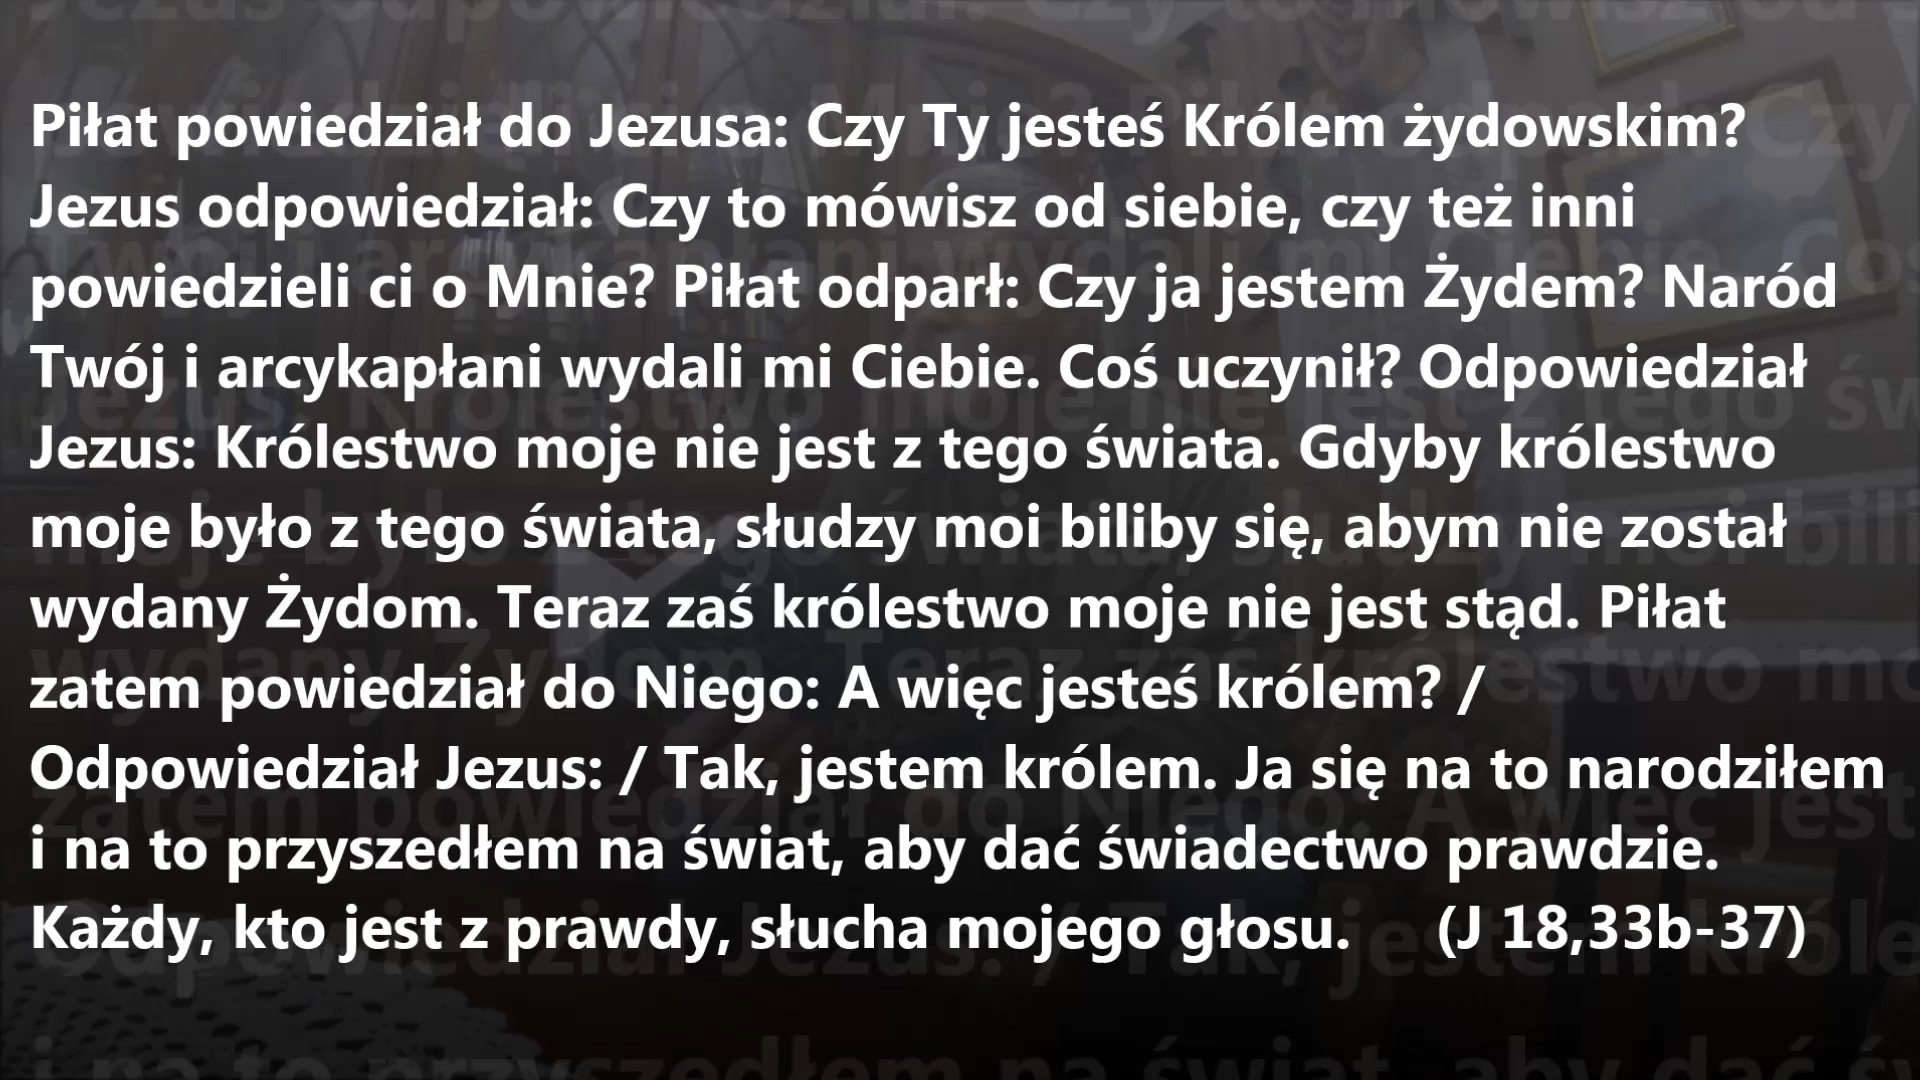 Piłat powiedział do Jezusa: Czy Ty jesteś Królem żydowskim?
Jezus odpowiedział: Czy to mówisz od siebie, czy też inni
powiedzieli ci o Mnie? Piłat odparł: Czy ja jestem Żydem? Naród
Twój i arcykapłani wydali mi Ciebie. Coś uczynił? Odpowiedział
Jezus: Królestwo moje nie jest z tego świata. Gdyby królestwo
moje było z tego świata, słudzy moi biliby się, abym nie został
wydany Żydom. Teraz zaś królestwo moje nie jest stąd. Piłat
zatem powiedział do Niego: A więc jesteś królem? /
Odpowiedział Jezus: / Tak, jestem królem. Ja się na to narodziłem
i na to przyszedłem na świat, aby dać świadectwo prawdzie.
Każdy, kto jest z prawdy, słucha mojego głosu. (J 18,33b-37)